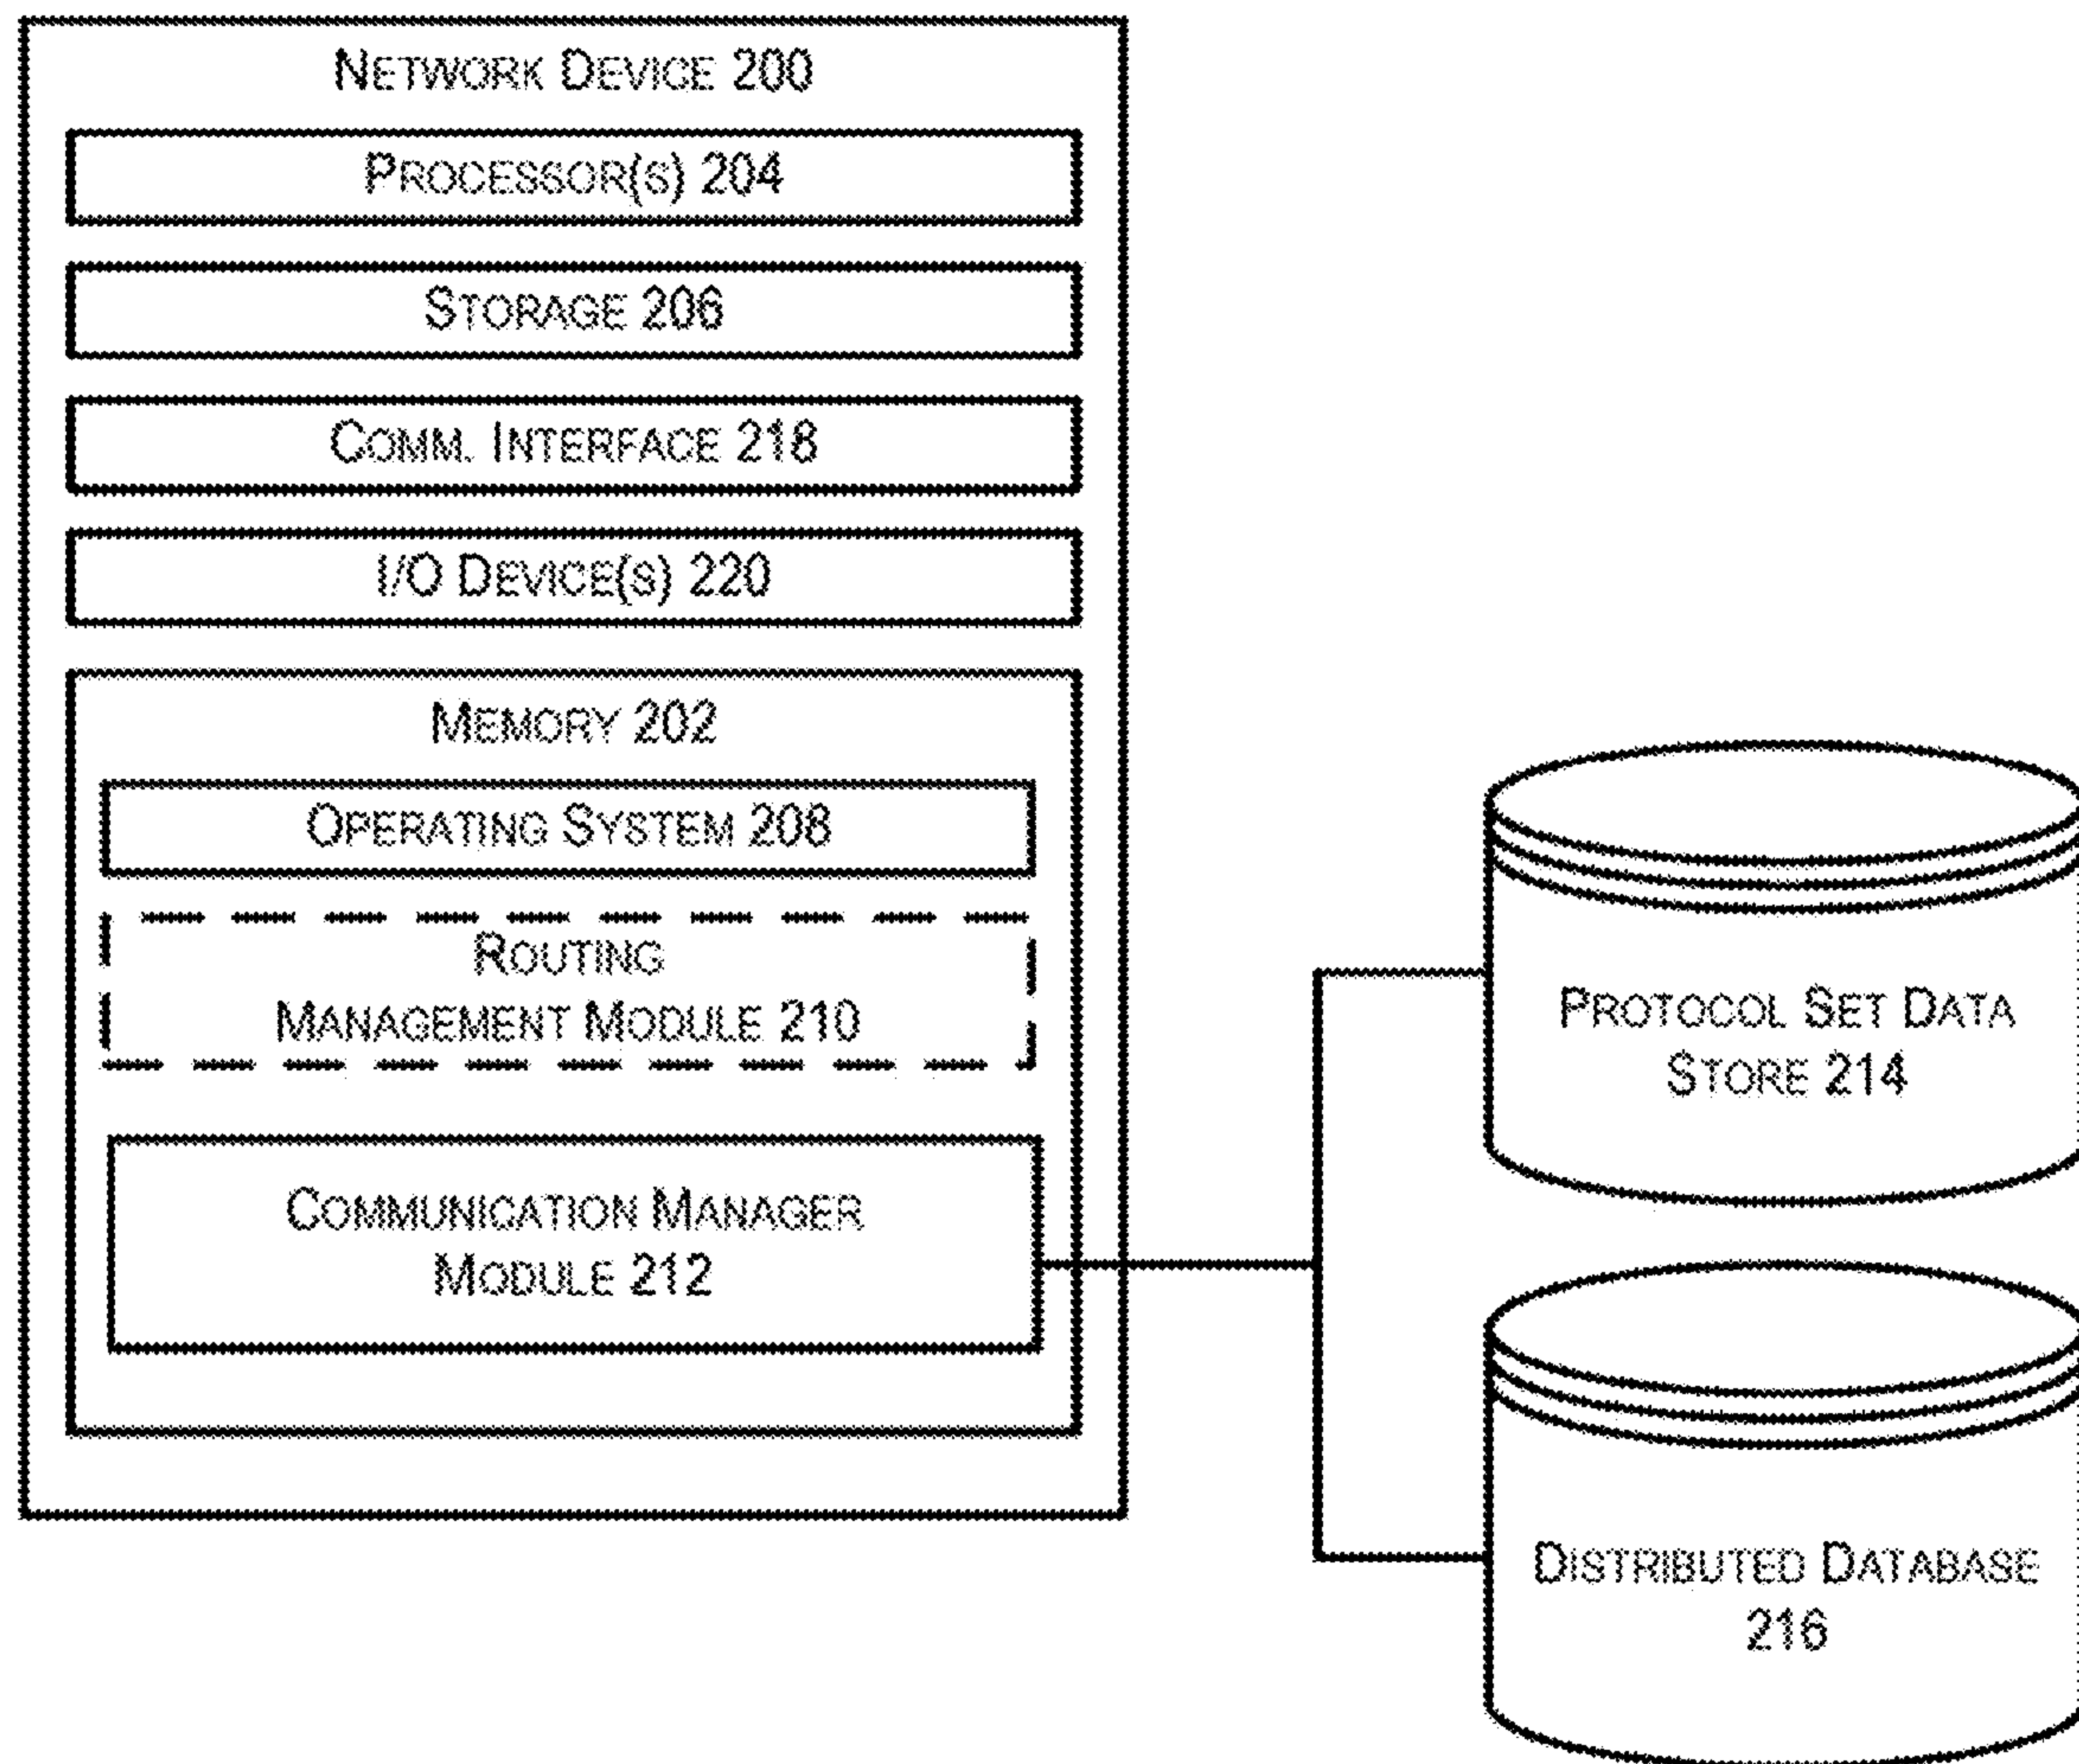 NETWORK DEVICE 200
PROCESSOR(S) 204
STORAGE 206
COMM. INTERFACE 218
I/O DEVICE(S) 220
MEMORY 202
OPERATING SYSTEM 208
ROUTING
MANAGEMENT MODULE 210
COMMUNICATION MANAGER
MODULE 212
PROTOCOL SET DATA
STORE 214
DISTRIBUTED DATABASE
216